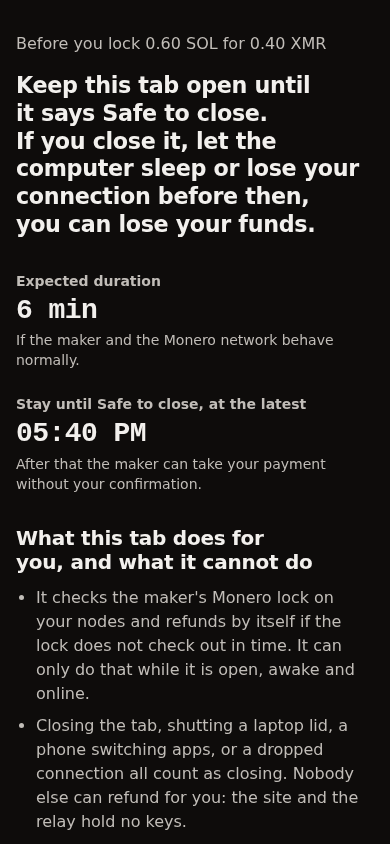 Before you lock 0.60 SOL for 0.40 XMR
Keep this tab open until
it says Safe to close.
If you close it, let the
computer sleep or lose your
connection before then,
you can lose your funds.
Expected duration
6 min
If the maker and the Monero network behave
normally.
Stay until Safe to close, at the latest
05:40 PM
After that the maker can take your payment
without your confirmation.
What this tab does for
you, and what it cannot do
• It checks the maker's Monero lock on
your nodes and refunds by itself if the
lock does not check out in time. It can
only do that while it is open, awake and
online.
• Closing the tab, shutting a laptop lid, a
phone switching apps, or a dropped
connection all count as closing. Nobody
else can refund for you: the site and the
relay hold no keys.